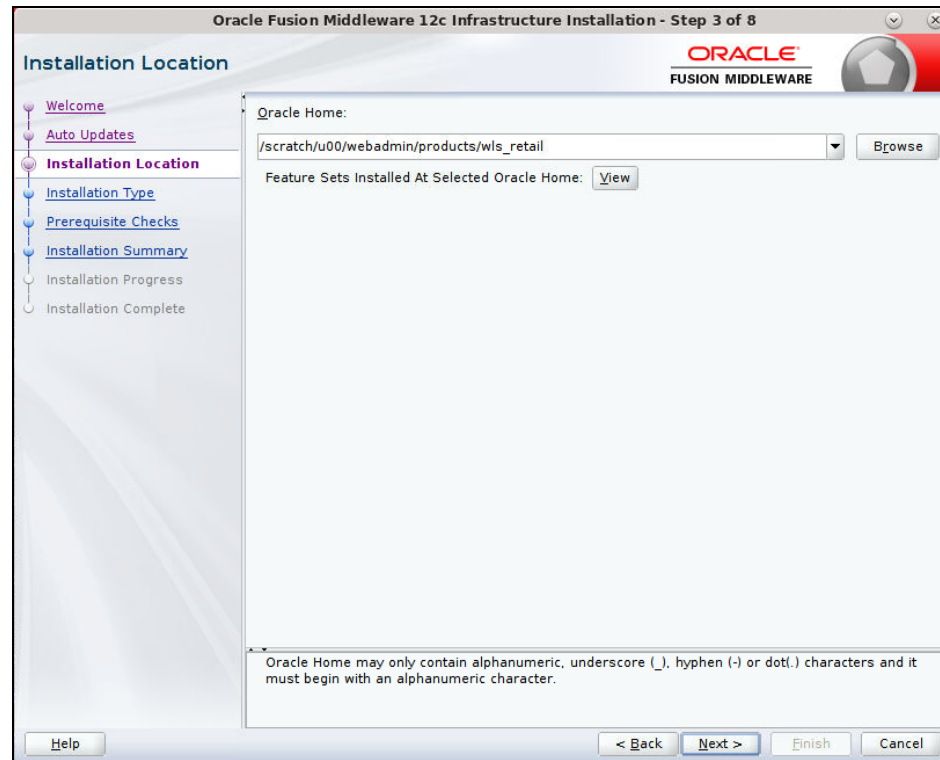 Oracle Fusion Middleware 12c Infrastructure Installation - Step 3 of 8
Installation Location
ORACLE
FUSION MIDDLEWARE
Welcome
Auto Updates
Installation Location
Installation Type
Prerequisite Checks
Installation Summary
Installation Progress
Installation Complete
Oracle Home:
/scratch/u00/webadmin/products/wls_retail
Browse
Feature Sets Installed At Selected Oracle Home: View
Oracle Home may only contain alphanumeric, underscore (_), hyphen (-) or dot(.) characters and it
must begin with an alphanumeric character.
Help
< Back
Next >
Finish
Cancel